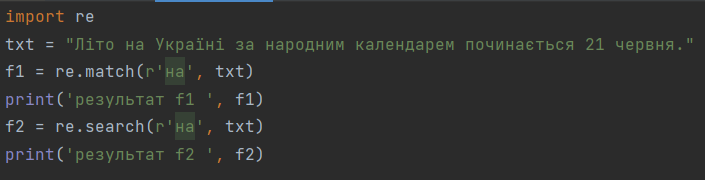 import re
txt = "Літо на Україні за народним календарем починається 21 червня."
f1 = re.match(r'на', txt)
print('результат f1 ', f1)
f2 = re.search(r'на', txt)
print('результат f2 ', f2)